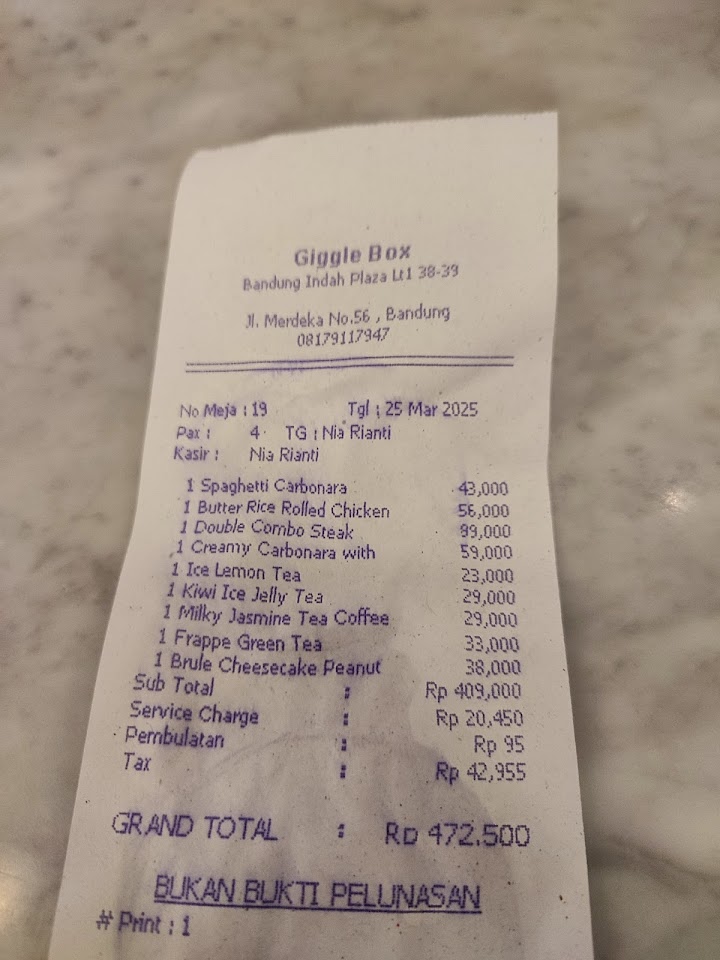 Giggle Box
Bandung Indah Plaza Lt1 38-39
Jl. Merdeka No.56 , Bandung
08179117947
No Meja : 19 Tgl : 25 Mar 2025
Pax : 4 TG : Nia Rianti
Kasir : Nia Rianti
1 Spaghetti Carbonara 43,000
1 Butter Rice Rolled Chicken 56,000
1 Double Combo Steak 99,000
1 Creamy Carbonara with 59,000
1 Ice Lemon Tea 23,000
1 Kiwi Ice Jelly Tea 29,000
1 Milky Jasmine Tea Coffee 29,000
1 Frappe Green Tea 33,000
1 Brule Cheesecake Peanut 38,000
Sub Total : Rp 409,000
Service Charge : Rp 20,450
Pembulatan : Rp 95
Tax : Rp 42,955
GRAND TOTAL : Rp 472.500
BUKAN BUKTI PELUNASAN
# Print : 1